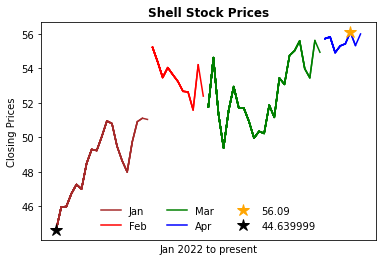 Shell Stock Prices
Closing Prices
56
54
52
50
48
46
Jan Mar 56.09
Feb Apr 44.639999
Jan 2022 to present